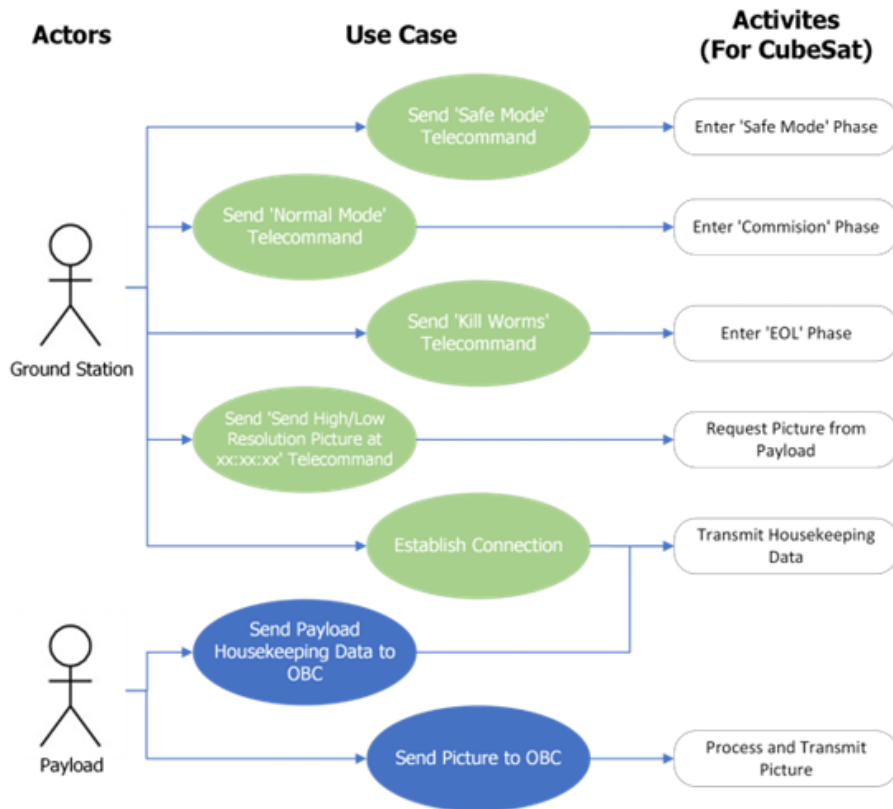 Actors
Use Case
Activites
(For CubeSat)
Send 'Safe Mode'
Telecommand
Enter 'Safe Mode' Phase
Send 'Normal Mode'
Telecommand
Enter 'Commision' Phase
Ground Station
Send 'Kill Worms'
Telecommand
Enter 'EOL' Phase
Send 'Send High/Low
Resolution Picture at
xx:xx:xx' Telecommand
Request Picture from
Payload
Establish Connection
Transmit Housekeeping
Data
Send Payload
Housekeeping Data to
OBC
Payload
Send Picture to OBC
Process and Transmit
Picture